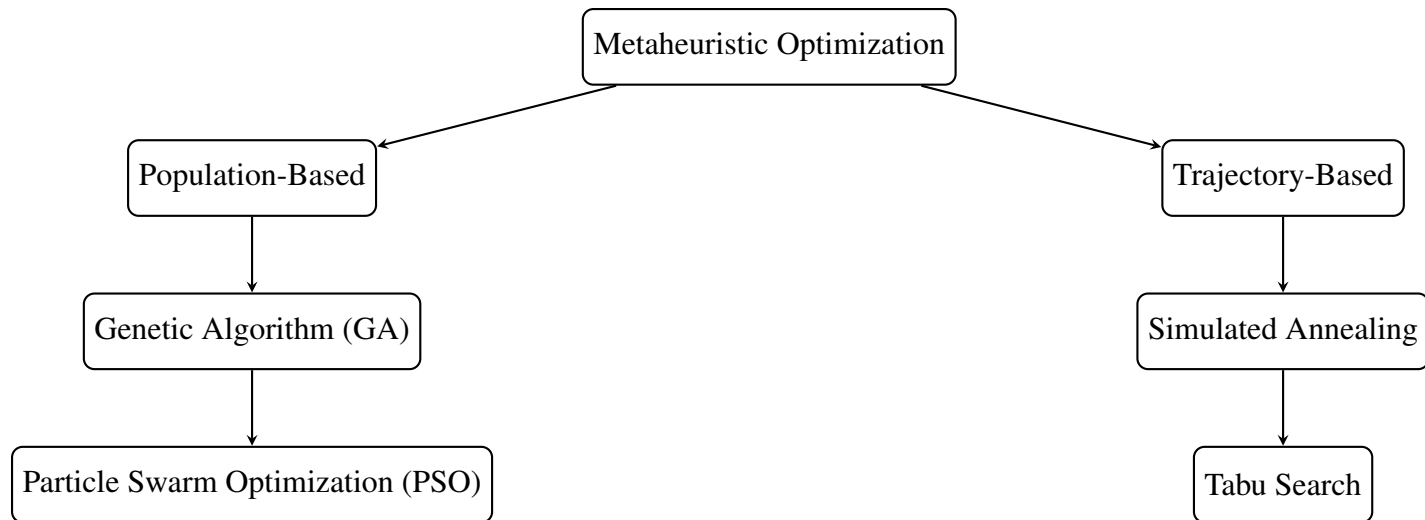 Metaheuristic Optimization
Population-Based
Trajectory-Based
Genetic Algorithm (GA)
Simulated Annealing
Particle Swarm Optimization (PSO)
Tabu Search